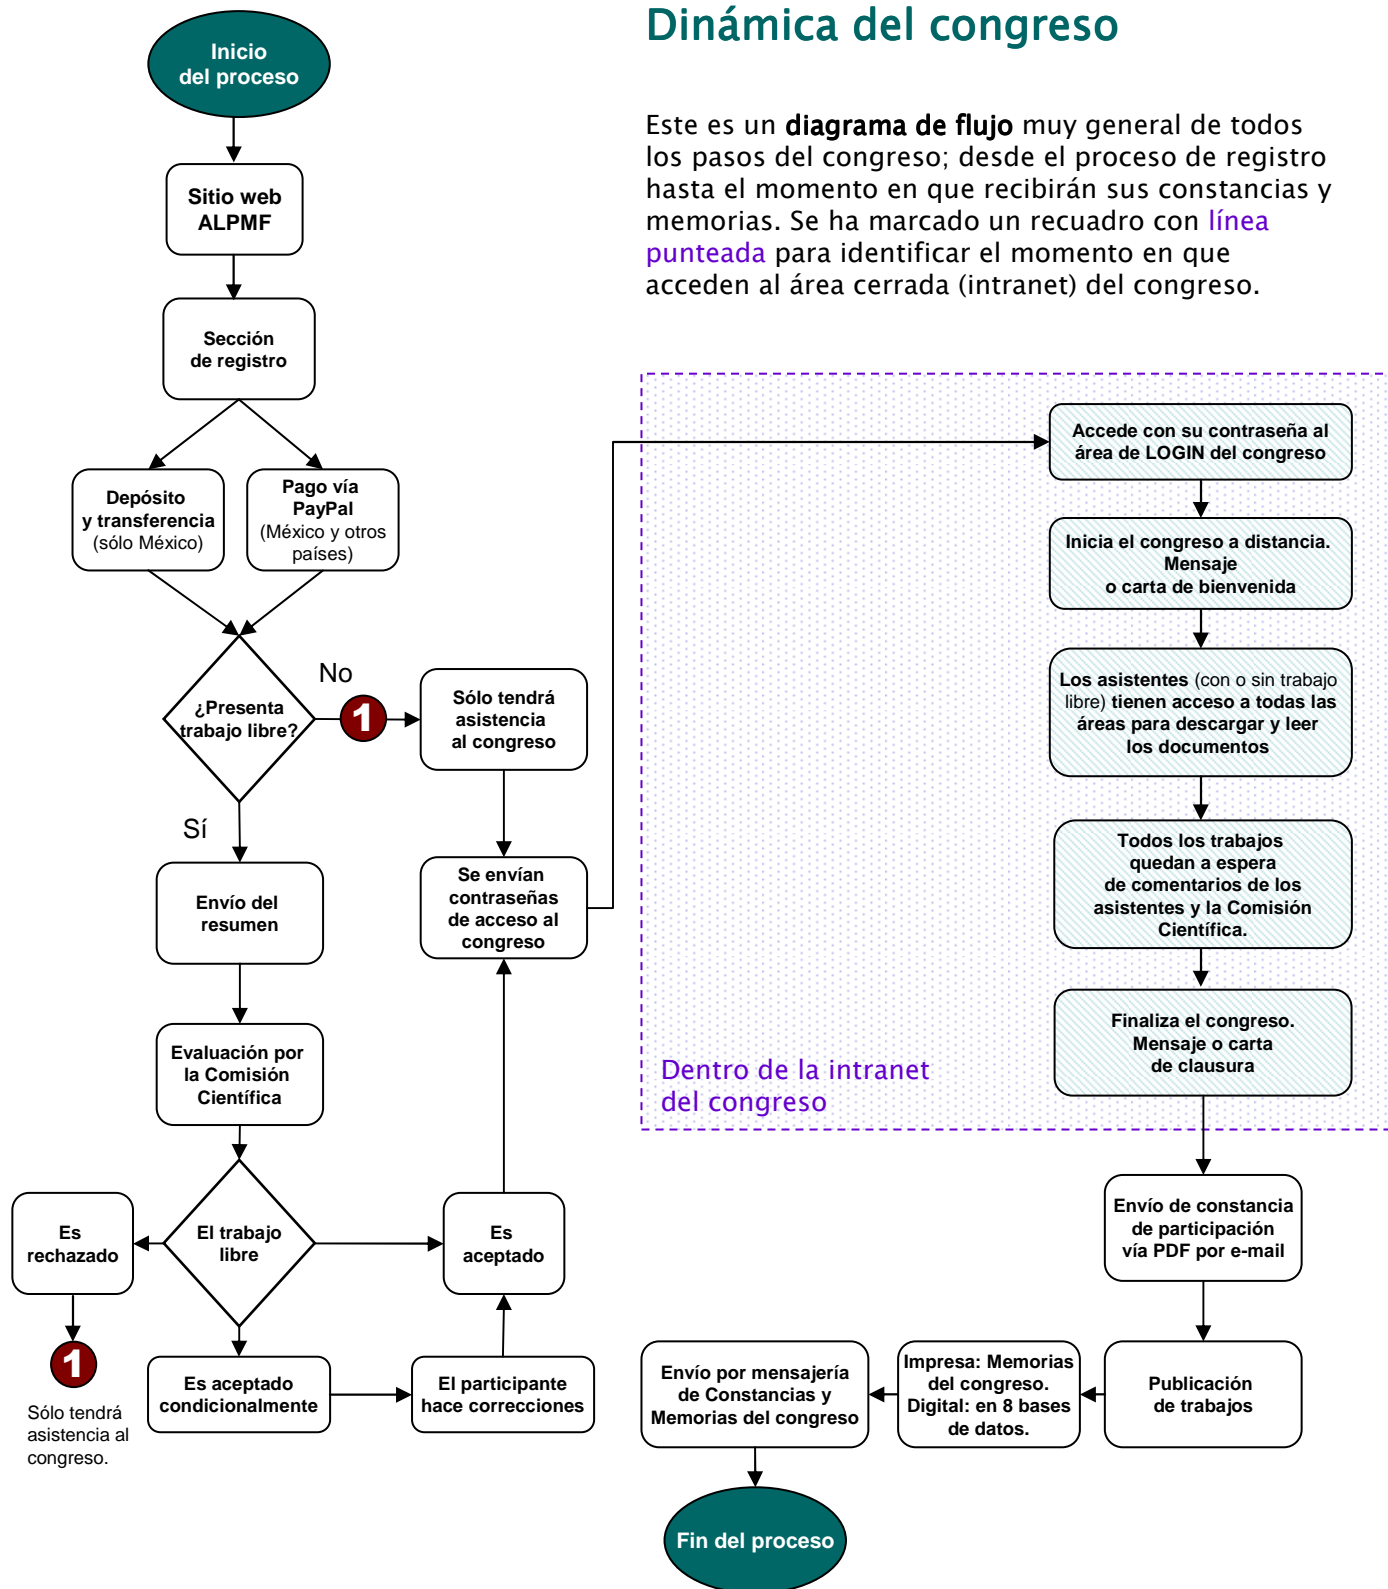 Dinámica del congreso
Este es un diagrama de flujo muy general de todos
los pasos del congreso; desde el proceso de registro
hasta el momento en que recibirán sus constancias y
memorias. Se ha marcado un recuadro con línea
punteada para identificar el momento en que
acceden al área cerrada (intranet) del congreso.
Inicio
del proceso
Sitio web
ALPMF
Sección
de registro
Depósito
y transferencia
(sólo México)
Pago vía
PayPal
(México y otros
países)
¿Presenta
trabajo libre?
No
1
Sólo tendrá
asistencia
al congreso
Sí
Envío del
resumen
Se envían
contraseñas
de acceso al
congreso
Evaluación por
la Comisión
Científica
El trabajo
libre
Es
rechazado
1
Sólo tendrá
asistencia al
congreso.
Es
aceptado
Es aceptado
condicionalmente
El participante
hace correcciones
Accede con su contraseña al
área de LOGIN del congreso
Inicia el congreso a distancia.
Mensaje
o carta de bienvenida
Los asistentes (con o sin trabajo
libre) tienen acceso a todas las
áreas para descargar y leer
los documentos
Todos los trabajos
quedan a espera
de comentarios de los
asistentes y la Comisión
Científica.
Finaliza el congreso.
Mensaje o carta
de clausura
Dentro de la intranet
del congreso
Envío de constancia
de participación
vía PDF por e-mail
Publicación
de trabajos
Impresa: Memorias
del congreso.
Digital: en 8 bases
de datos.
Envío por mensajería
de Constancias y
Memorias del congreso
Fin del proceso